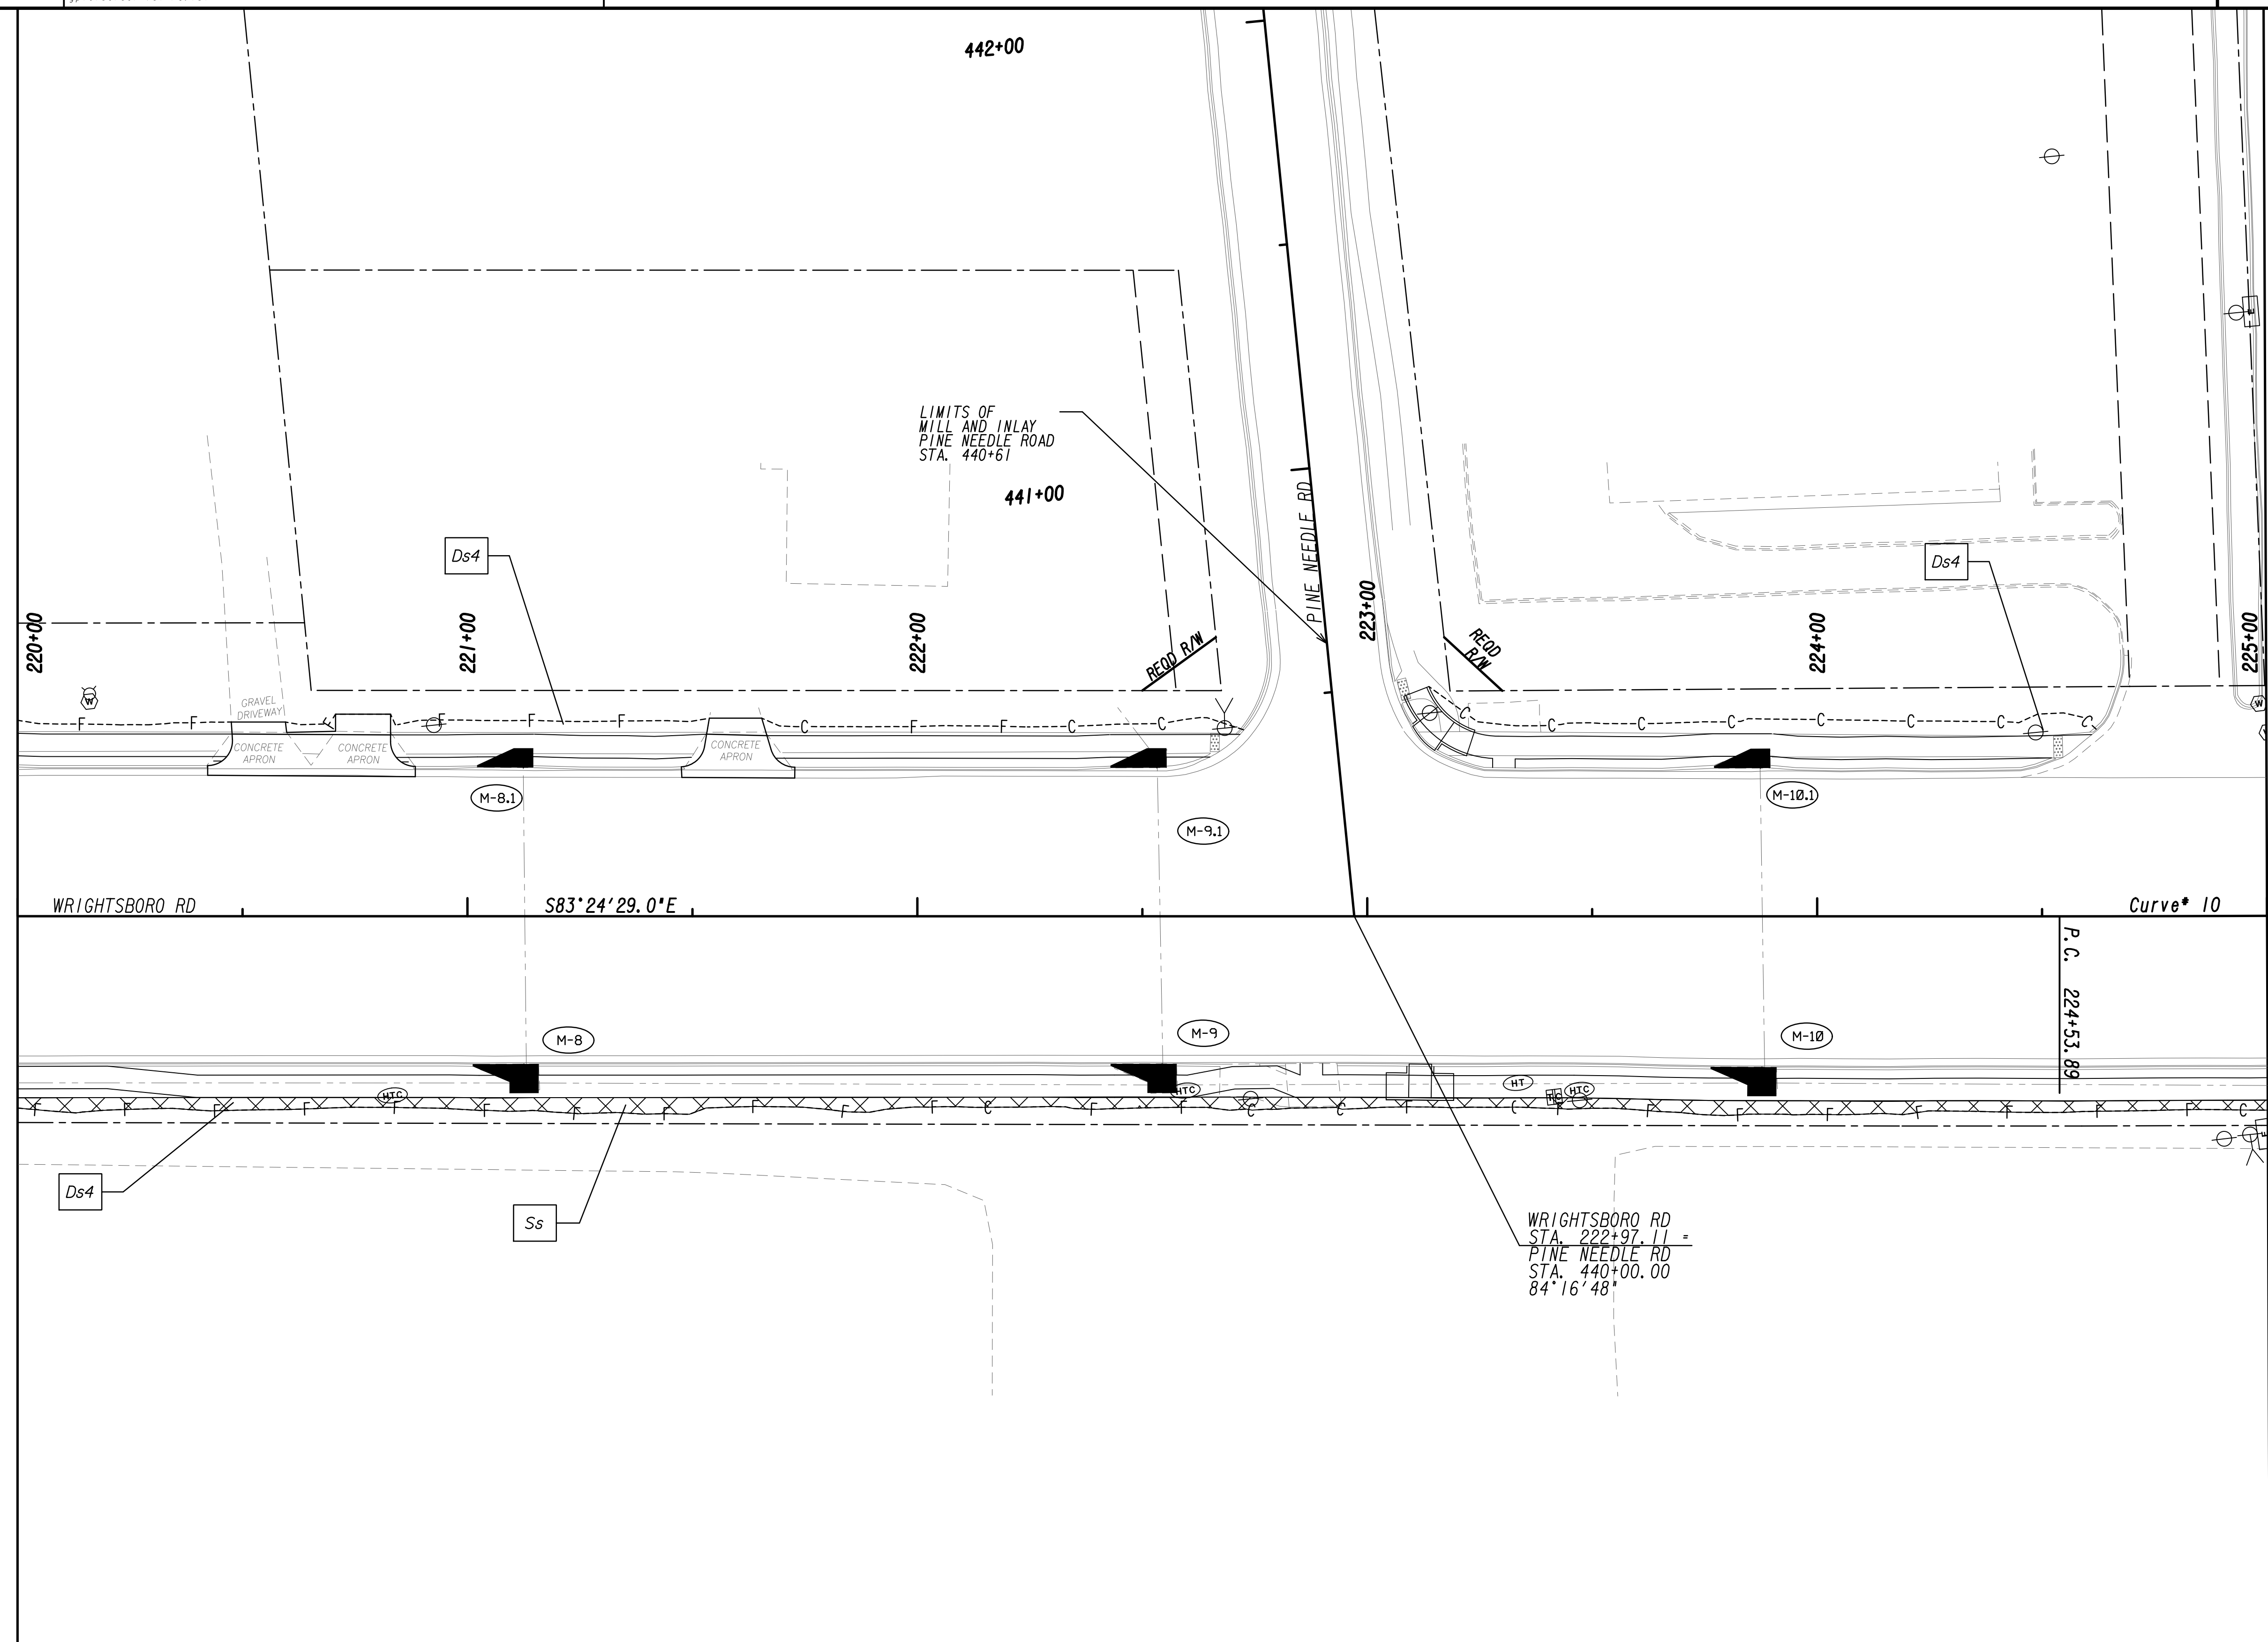 442+00
LIMITS OF
MILL AND INLAY
PINE NEEDLE ROAD
STA. 440+61
441+00
PINE NEEDLE RD
Ds4
Ds4
E
220+00
221+00
222+00
223+00
224+00
225+00
REQD R/W
REQD
R/W
W
W
GRAVEL
DRIVEWAY
F F F F F F C F F C C
C C C C C C C C
CONCRETE
APRON
CONCRETE
APRON
CONCRETE
APRON
M-8.1
M-9.1
M-10.1
WRIGHTSBORO RD
S83°24'29.0"E
Curve# 10
P.C. 224+53.89
M-8
M-9
M-10
HTC
HTC
HT
TC
HTC
F F F F F F F F F F F C F F C C F C F F F F F F F C
E
Ds4
Ss
WRIGHTSBORO RD
STA. 222+97.11 =
PINE NEEDLE RD
STA. 440+00.00
84°16'48"